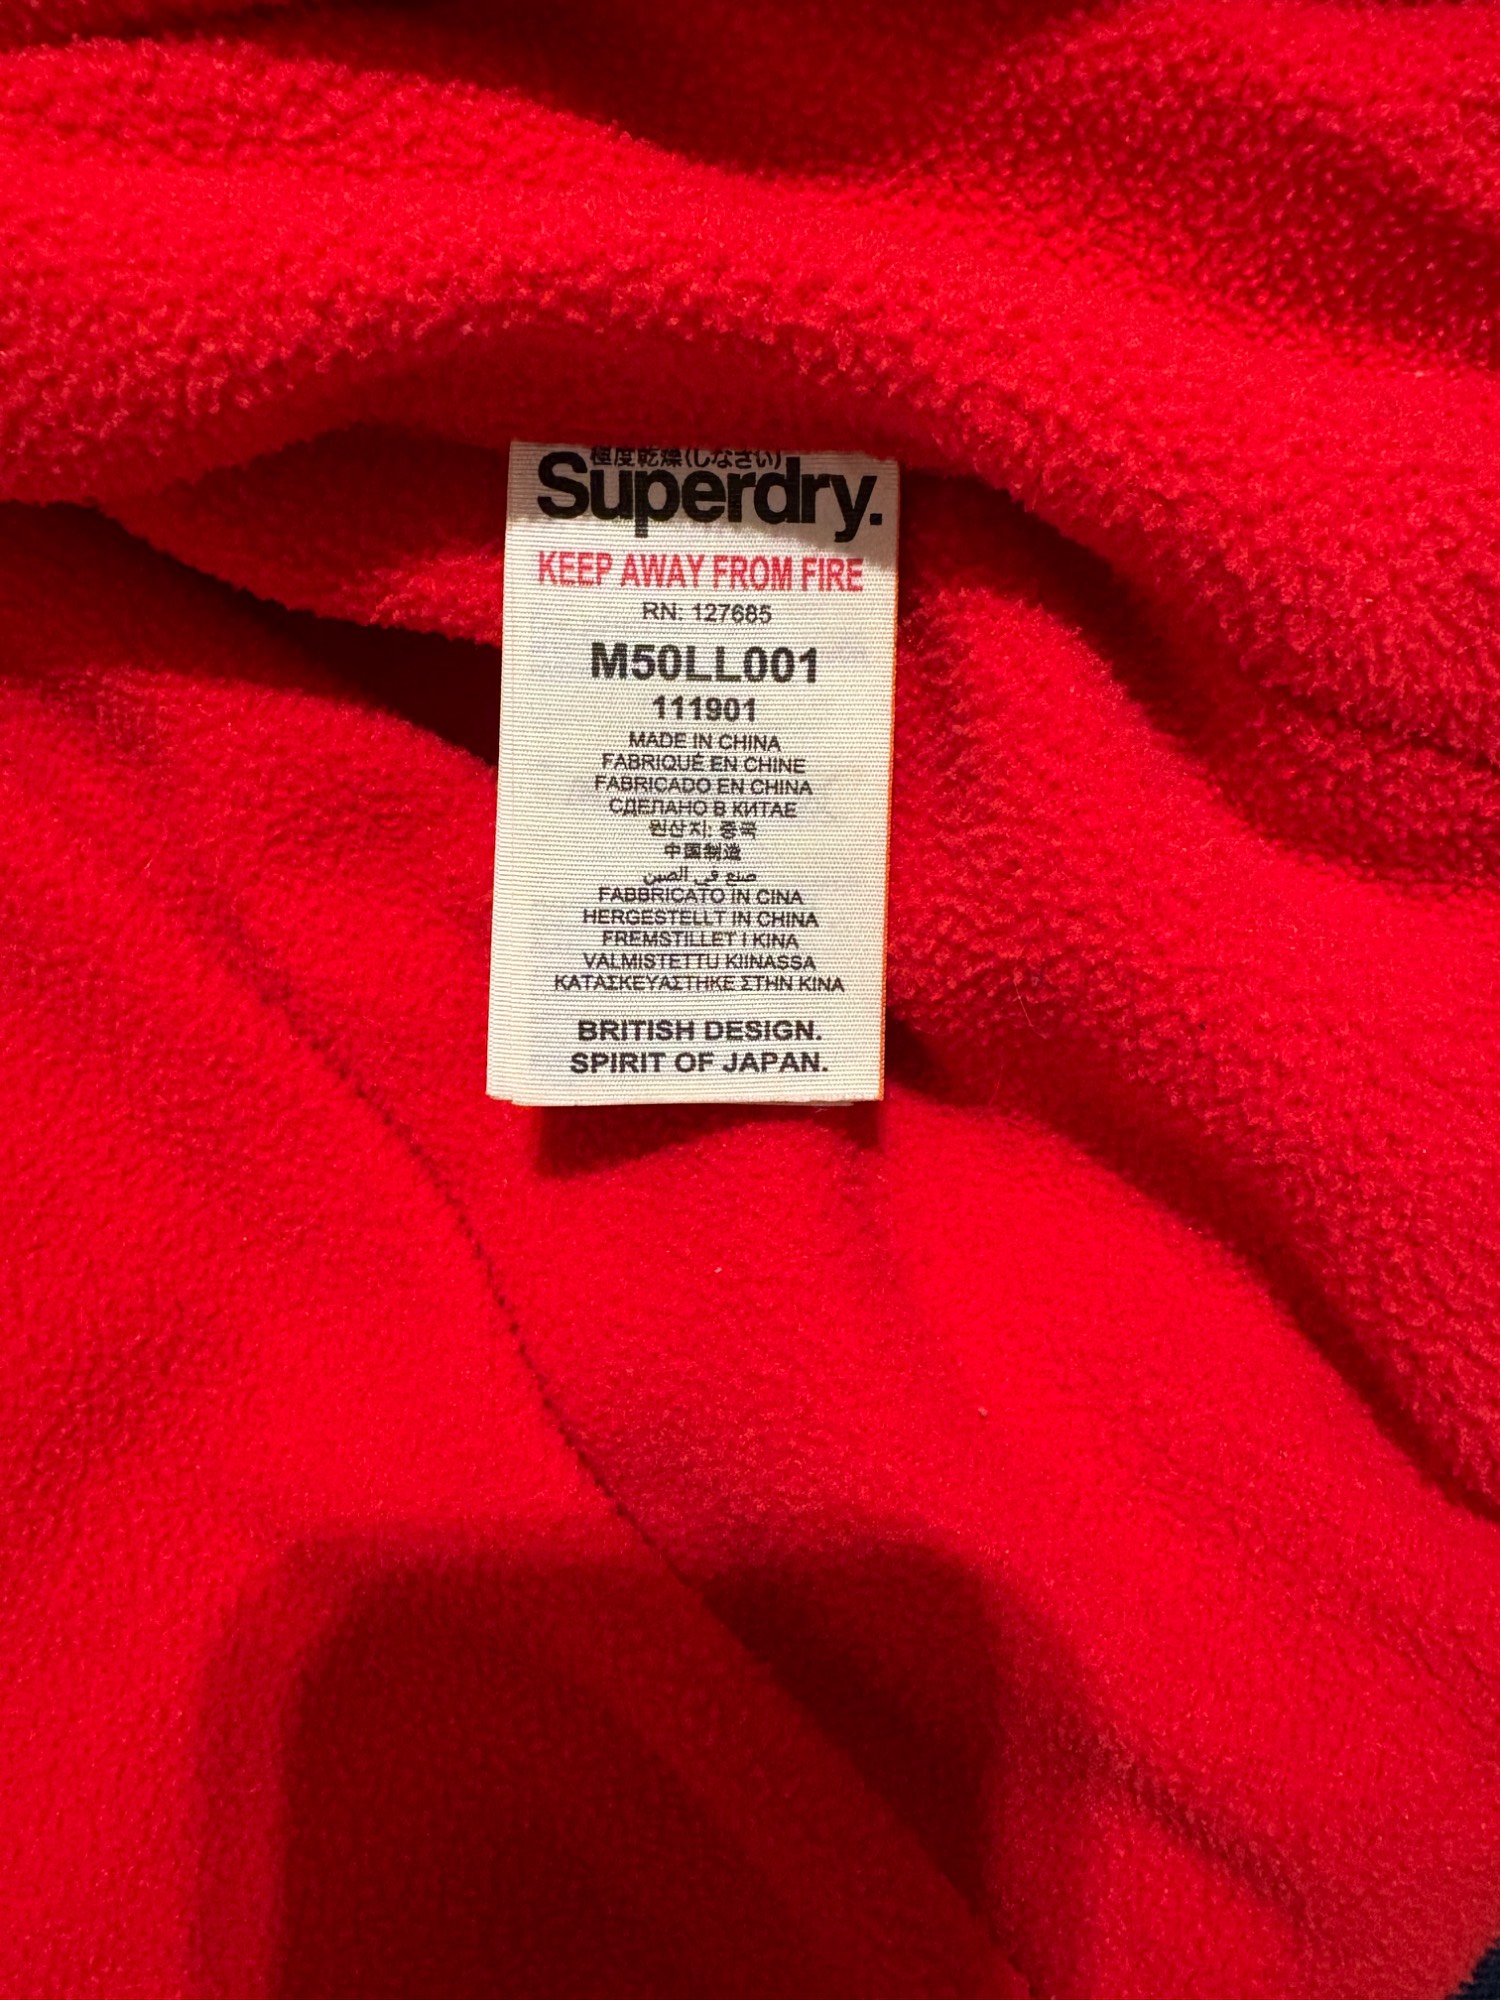 極度乾燥(しなさい)
Superdry.
KEEP AWAY FROM FIRE
RN: 127685
M50LL001
111901
MADE IN CHINA
FABRIQUÉ EN CHINE
FABRICADO EN CHINA
СДЕЛАНО В КИТАЕ
원산지: 중국
中国制造
صنع في الصين
FABBRICATO IN CINA
HERGESTELLT IN CHINA
FREMSTILLET I KINA
VALMISTETTU KIINASSA
ΚΑΤΑΣΚΕΥΑΣΤΗΚΕ ΣΤΗΝ ΚΙΝΑ
BRITISH DESIGN.
SPIRIT OF JAPAN.